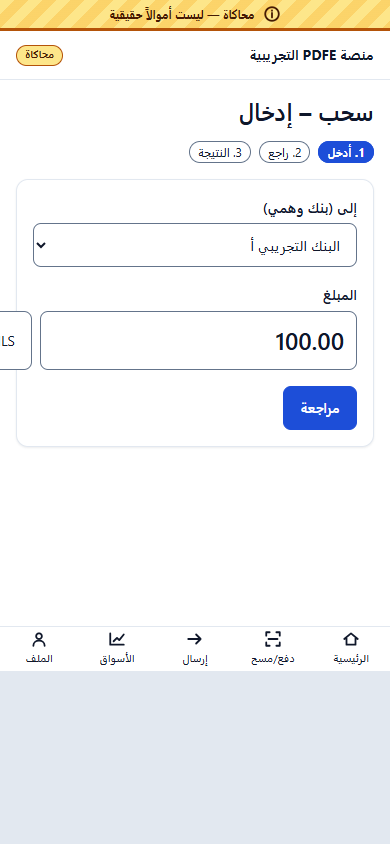 محاكاة — ليست أموالاً حقيقية
منصة PDFE التجريبية
محاكاة
سحب – إدخال
1. أدخل
2. راجع
3. النتيجة
إلى (بنك وهمي)
البنك التجريبي أ
المبلغ
100.00
LS
مراجعة
الرئيسية
دفع/مسح
إرسال
الأسواق
الملف